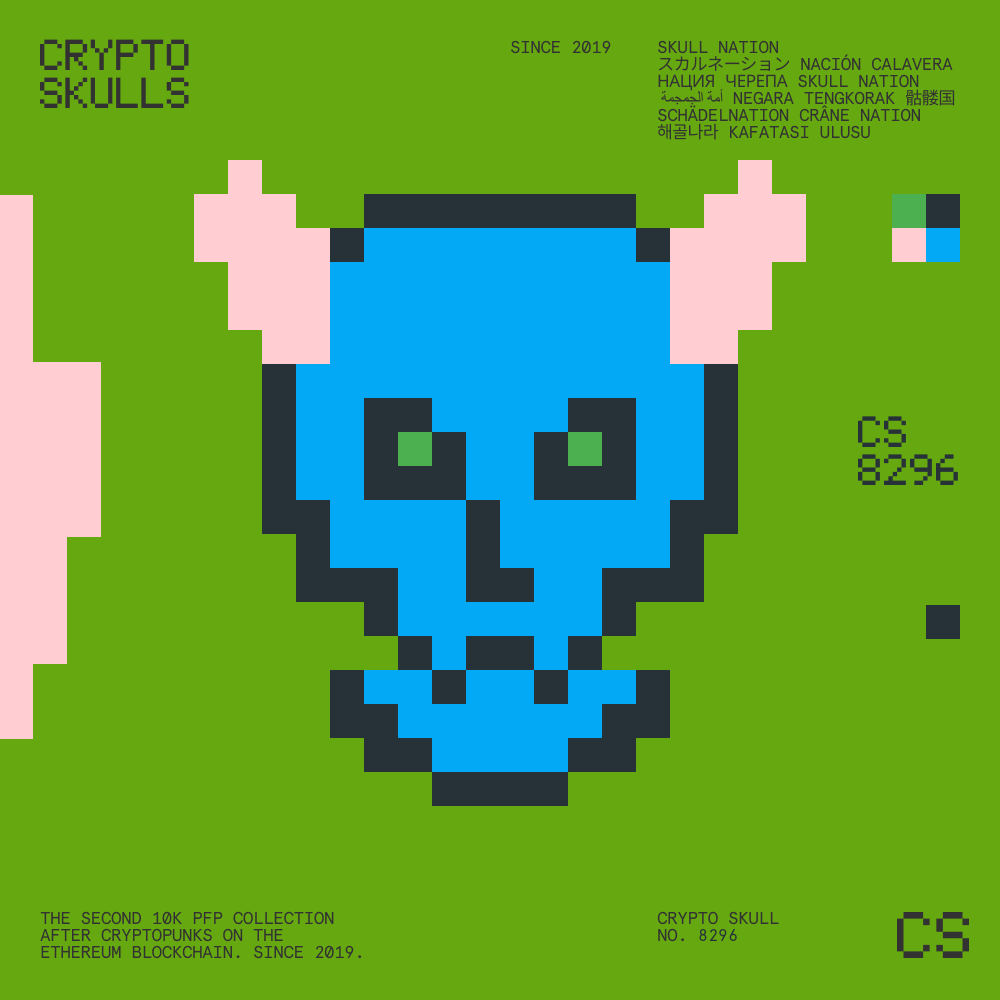 CRYPTO
SKULLS
SINCE 2019
SKULL NATION
スカルネーション NACIÓN CALAVERA
НАЦИЯ ЧЕРЕПА SKULL NATION
أمة الجمجمة NEGARA TENGKORAK 骷髅国
SCHÄDELNATION CRÂNE NATION
해골나라 KAFATASI ULUSU
CS
8296
THE SECOND 10K PFP COLLECTION
AFTER CRYPTOPUNKS ON THE
ETHEREUM BLOCKCHAIN. SINCE 2019.
CRYPTO SKULL
NO. 8296
CS